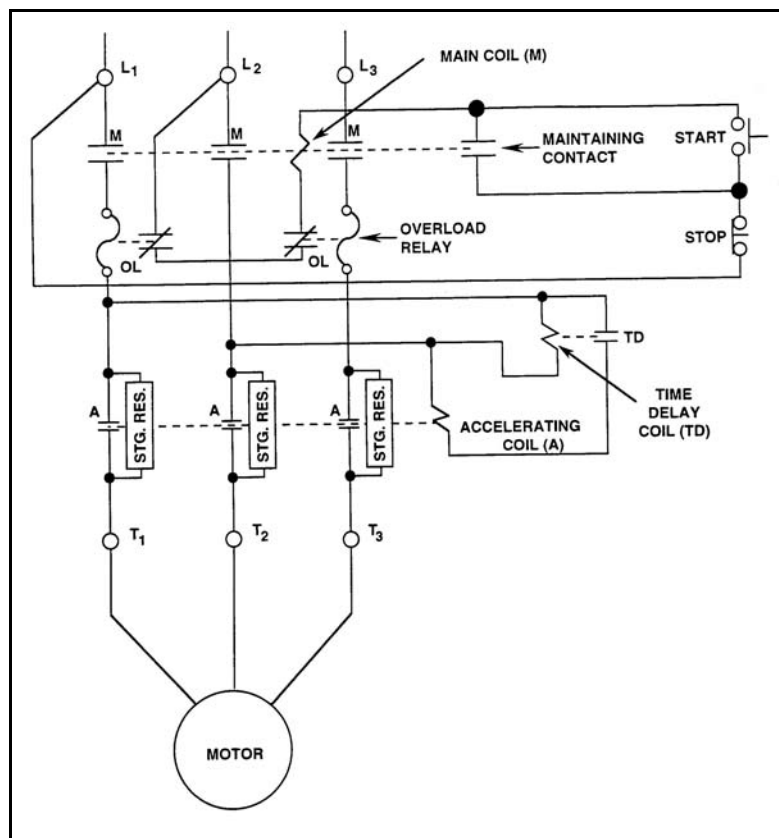 MAIN COIL (M)
L1
L2
L3
M
M
M
MAINTAINING
CONTACT
START
OVERLOAD
RELAY
STOP
OL
OL
TD
TIME
DELAY
COIL (TD)
A
STG. RES.
A
STG. RES.
A
STG. RES.
ACCELERATING
COIL (A)
T1
T2
T3
MOTOR